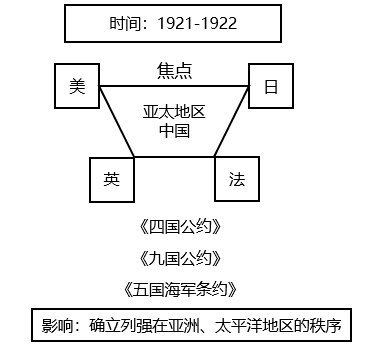 时间：1921-1922
焦点
美
日
亚太地区
中国
英
法
《四国公约》
《九国公约》
《五国海军条约》
影响：确立列强在亚洲、太平洋地区的秩序